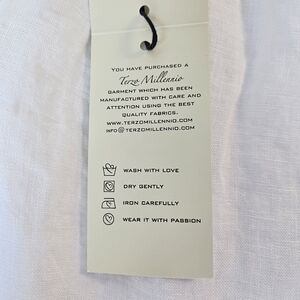 YOU HAVE PURCHASED A
Terzo Millennio
GARMENT WHICH HAS BEEN
MANUFACTURED WITH CARE AND
ATTENTION USING THE BEST
QUALITY FABRICS.
WWW.TERZOMILLENNIO.COM
INFO@TERZOMILLENNIO.COM
WASH WITH LOVE
DRY GENTLY
IRON CAREFULLY
WEAR IT WITH PASSION